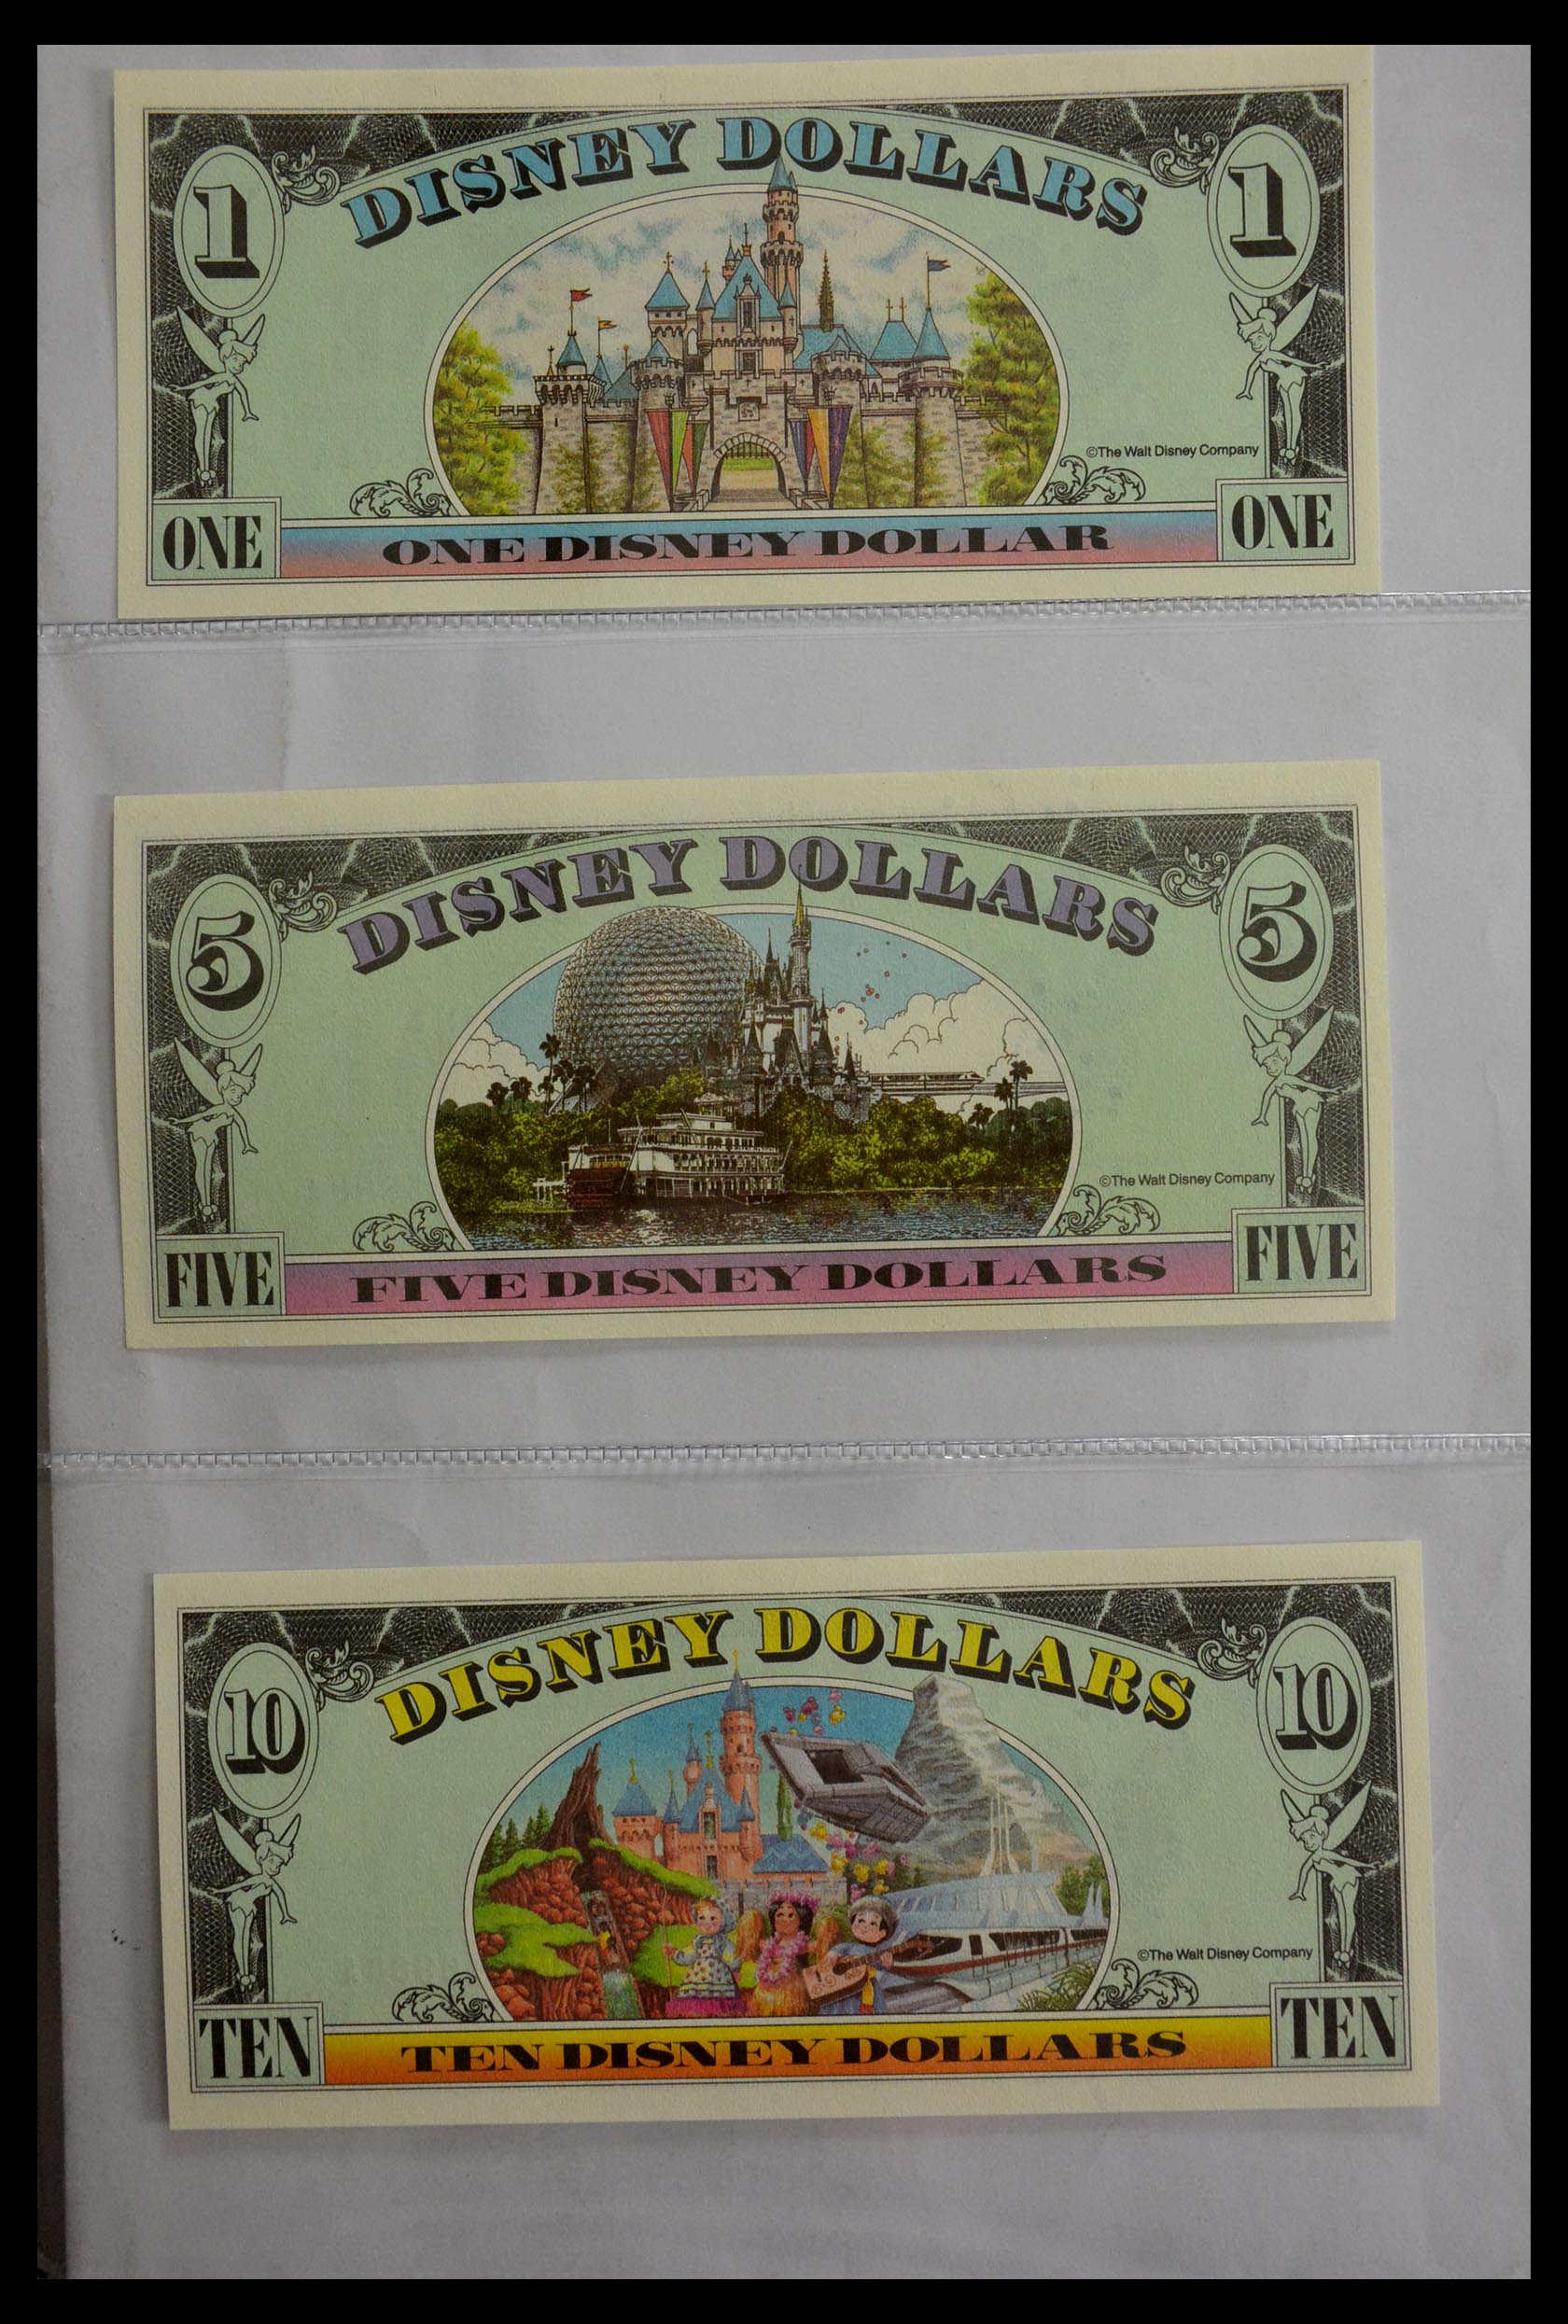 DISNEY DOLLARS
1 1
©The Walt Disney Company
ONE ONE DISNEY DOLLAR ONE
DISNEY DOLLARS
5 5
©The Walt Disney Company
FIVE FIVE DISNEY DOLLARS FIVE
DISNEY DOLLARS
10 10
©The Walt Disney Company
TEN TEN DISNEY DOLLARS TEN